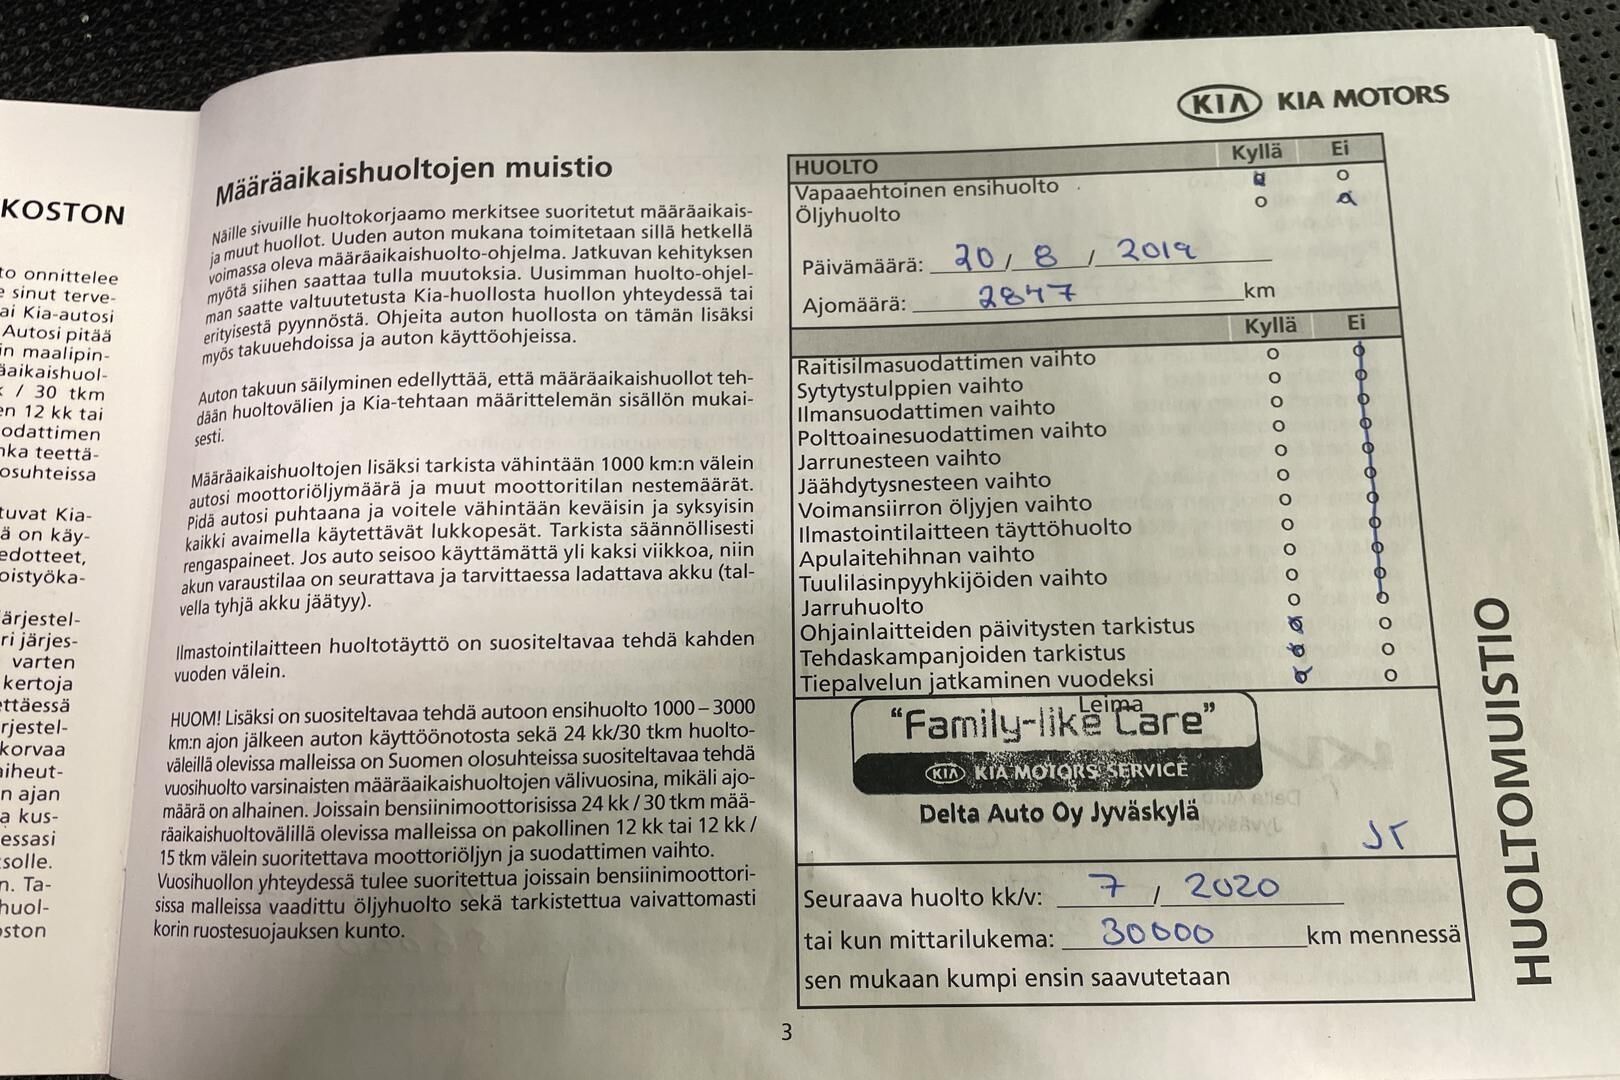 KOSTON
to onnittelee
e sinut terve-
ai Kia-autosi
Autosi pitää
in maalipin-
äaikaishuol-
k / 30 tkm
en 12 kk tai
odattimen
nka teettä-
osuhteissa
tuvat Kia-
ä on käy-
edotteet,
oistyöka-
ärjestel-
ri järjes-
varten
kertoja
ettäessä
rjestel-
korvaa
aiheut-
n ajan
a kus-
essasi
solle.
n. Ta-
huol-
oston
Määräaikaishuoltojen muistio
Näille sivuille huoltokorjaamo merkitsee suoritetut määräaikais-
ja muut huollot. Uuden auton mukana toimitetaan sillä hetkellä
voimassa oleva määräaikaishuolto-ohjelma. Jatkuvan kehityksen
myötä siihen saattaa tulla muutoksia. Uusimman huolto-ohjel-
man saatte valtuutetusta Kia-huollosta huollon yhteydessä tai
erityisestä pyynnöstä. Ohjeita auton huollosta on tämän lisäksi
myös takuuehdoissa ja auton käyttöohjeissa.
Auton takuun säilyminen edellyttää, että määräaikaishuollot teh-
dään huoltovälien ja Kia-tehtaan määrittelemän sisällön mukai-
sesti.
Määräaikaishuoltojen lisäksi tarkista vähintään 1000 km:n välein
autosi moottoriöljymäärä ja muut moottoritilan nestemäärät.
Pidä autosi puhtaana ja voitele vähintään keväisin ja syksyisin
kaikki avaimella käytettävät lukkopesät. Tarkista säännöllisesti
rengaspaineet. Jos auto seisoo käyttämättä yli kaksi viikkoa, niin
akun varaustilaa on seurattava ja tarvittaessa ladattava akku (tal-
vella tyhjä akku jäätyy).
Ilmastointilaitteen huoltotäyttö on suositeltavaa tehdä kahden
vuoden välein.
HUOM! Lisäksi on suositeltavaa tehdä autoon ensihuolto 1000 – 3000
km:n ajon jälkeen auton käyttöönotosta sekä 24 kk/30 tkm huolto-
väleillä olevissa malleissa on Suomen olosuhteissa suositeltavaa tehdä
vuosihuolto varsinaisten määräaikaishuoltojen välivuosina, mikäli ajo-
määrä on alhainen. Joissain bensiinimoottorisissa 24 kk / 30 tkm mää-
räaikaishuoltovälillä olevissa malleissa on pakollinen 12 kk tai 12 kk /
15 tkm välein suoritettava moottoriöljyn ja suodattimen vaihto.
Vuosihuollon yhteydessä tulee suoritettua joissain bensiinimoottori-
sissa malleissa vaadittu öljyhuolto sekä tarkistettua vaivattomasti
korin ruostesuojauksen kunto.
KIA KIA MOTORS
HUOLTO Kyllä Ei
Vapaaehtoinen ensihuolto
Öljyhuolto
Päivämäärä: 20 / 8 / 2019
Ajomäärä: 2847 km
Kyllä Ei
Raitisilmasuodattimen vaihto
Sytytystulppien vaihto
Ilmansuodattimen vaihto
Polttoainesuodattimen vaihto
Jarrunesteen vaihto
Jäähdytysnesteen vaihto
Voimansiirron öljyjen vaihto
Ilmastointilaitteen täyttöhuolto
Apulaitehihnan vaihto
Tuulilasinpyyhkijöiden vaihto
Jarruhuolto
Ohjainlaitteiden päivitysten tarkistus
Tehdaskampanjoiden tarkistus
Tiepalvelun jatkaminen vuodeksi
Leima
“Family-like Care”
KIA KIA MOTORS SERVICE
Delta Auto Oy Jyväskylä
JT
Seuraava huolto kk/v: 7 / 2020
tai kun mittarilukema: 30000 km mennessä
sen mukaan kumpi ensin saavutetaan
HUOLTOMUISTIO
3